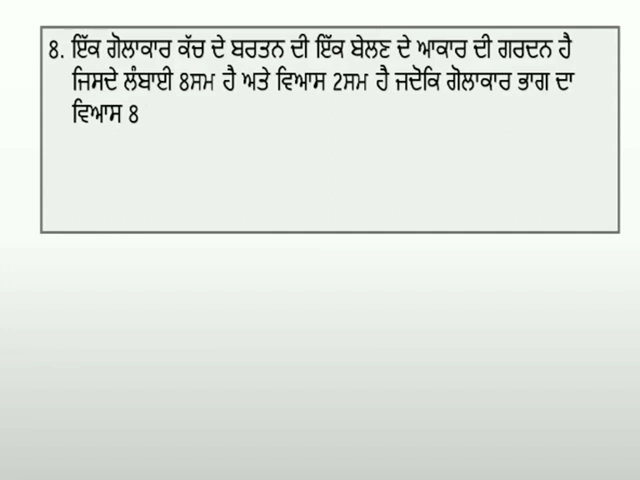 8. ਇੱਕ ਗੋਲਾਕਾਰ ਕੱਚ ਦੇ ਬਰਤਨ ਦੀ ਇੱਕ ਬੇਲਣ ਦੇ ਆਕਾਰ ਦੀ ਗਰਦਨ ਹੈ
ਜਿਸਦੇ ਲੰਬਾਈ 8ਸਮ ਹੈ ਅਤੇ ਵਿਆਸ 2ਸਮ ਹੈ ਜਦੋਕਿ ਗੋਲਾਕਾਰ ਭਾਗ ਦਾ
ਵਿਆਸ 8